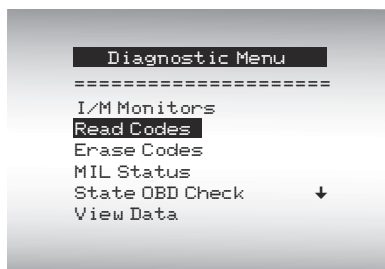 Diagnostic Menu
=====================
I/M Monitors
Read Codes
Erase Codes
MIL Status
State OBD Check ↓
View Data